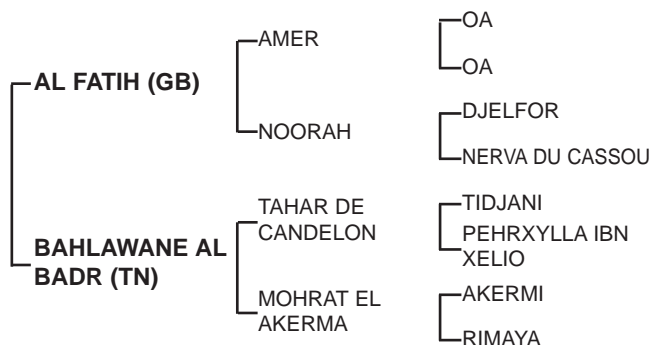 AL FATIH (GB)
BAHLAWANE AL
BADR (TN)
AMER
NOORAH
TAHAR DE
CANDELON
MOHRAT EL
AKERMA
OA
OA
DJELFOR
NERVA DU CASSOU
TIDJANI
PEHRXYLLA IBN
XELIO
AKERMI
RIMAYA